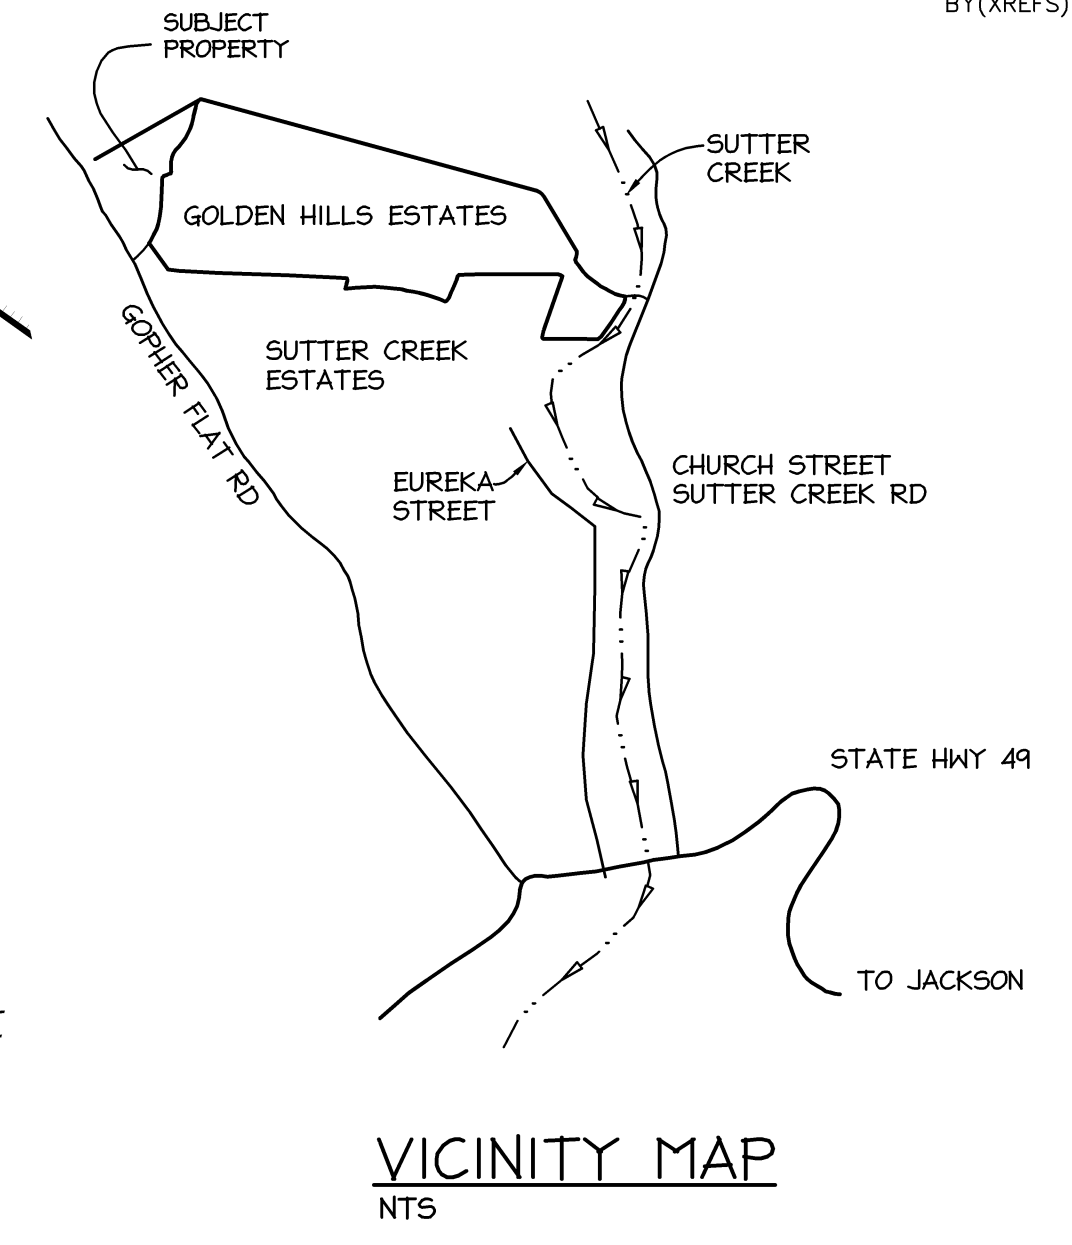 BY(XREFS)
SUBJECT
PROPERTY
SUTTER
CREEK
GOLDEN HILLS ESTATES
GOPHER FLAT RD
SUTTER CREEK
ESTATES
EUREKA
STREET
CHURCH STREET
SUTTER CREEK RD
STATE HWY 49
TO JACKSON
VICINITY MAP
NTS